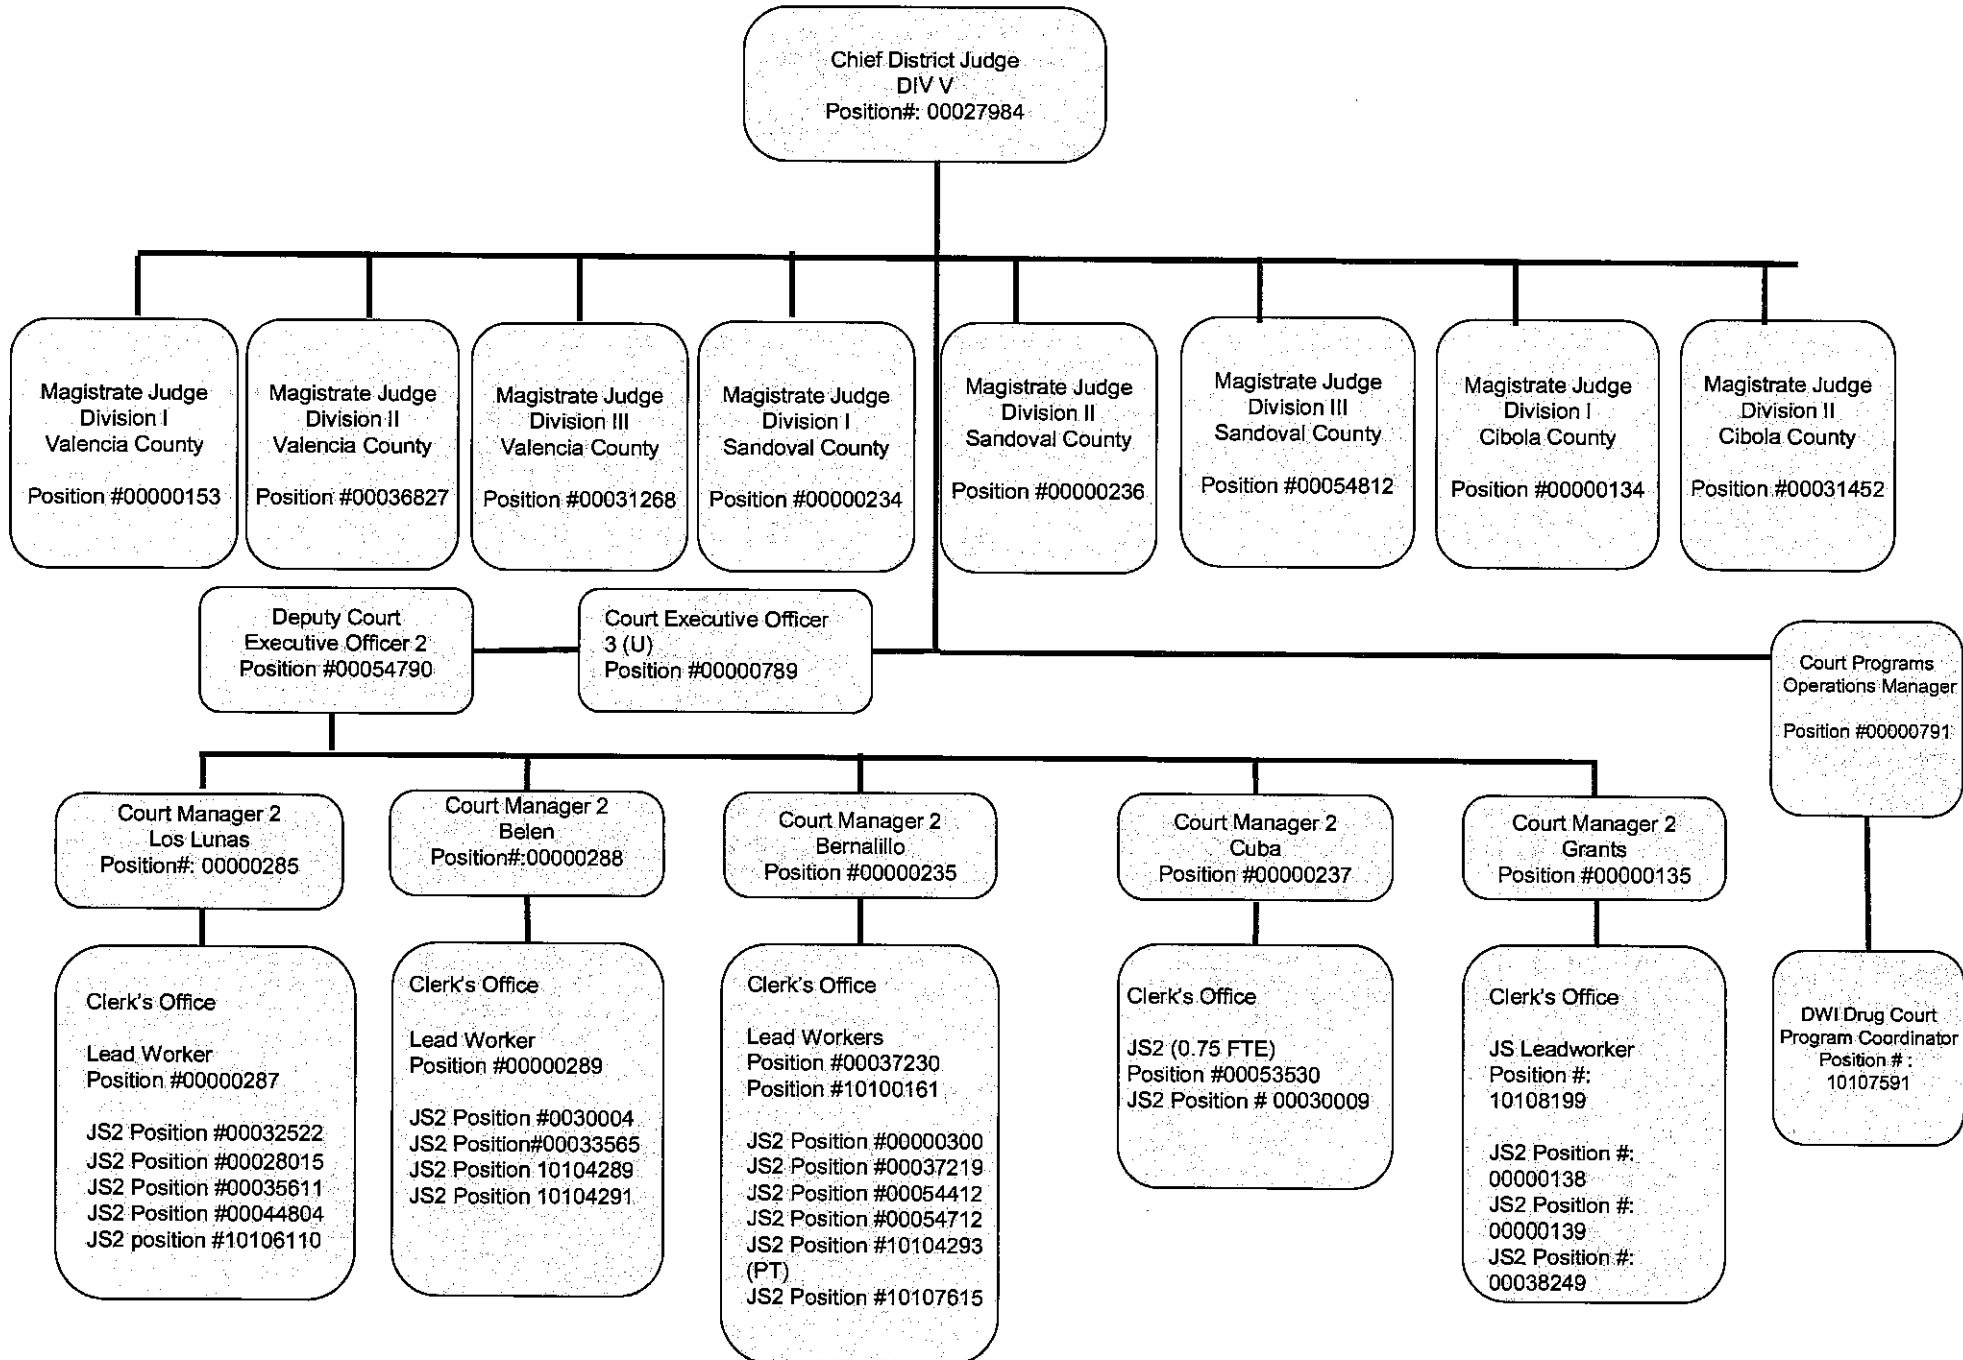 Chief District Judge
DIV V
Position#: 00027984
Magistrate Judge
Division I
Valencia County
Position #00000153
Magistrate Judge
Division II
Valencia County
Position #00036827
Magistrate Judge
Division III
Valencia County
Position #00031268
Magistrate Judge
Division I
Sandoval County
Position #00000234
Magistrate Judge
Division II
Sandoval County
Position #00000236
Magistrate Judge
Division III
Sandoval County
Position #00054812
Magistrate Judge
Division I
Cibola County
Position #00000134
Magistrate Judge
Division II
Cibola County
Position #00031452
Deputy Court
Executive Officer 2
Position #00054790
Court Executive Officer
3 (U)
Position #00000789
Court Programs
Operations Manager
Position #00000791
Court Manager 2
Los Lunas
Position#: 00000285
Court Manager 2
Belen
Position#:00000288
Court Manager 2
Bernalillo
Position #00000235
Court Manager 2
Cuba
Position #00000237
Court Manager 2
Grants
Position #00000135
Clerk's Office
Lead Worker
Position #00000287
JS2 Position #00032522
JS2 Position #00028015
JS2 Position #00035611
JS2 Position #00044804
JS2 position #10106110
Clerk's Office
Lead Worker
Position #00000289
JS2 Position #0030004
JS2 Position#00033565
JS2 Position 10104289
JS2 Position 10104291
Clerk's Office
Lead Workers
Position #00037230
Position #10100161
JS2 Position #00000300
JS2 Position #00037219
JS2 Position #00054412
JS2 Position #00054712
JS2 Position #10104293
(PT)
JS2 Position #10107615
Clerk's Office
JS2 (0.75 FTE)
Position #00053530
JS2 Position # 00030009
Clerk's Office
JS Leadworker
Position #:
10108199
JS2 Position #:
00000138
JS2 Position #:
00000139
JS2 Position #:
00038249
DWI Drug Court
Program Coordinator
Position # :
10107591